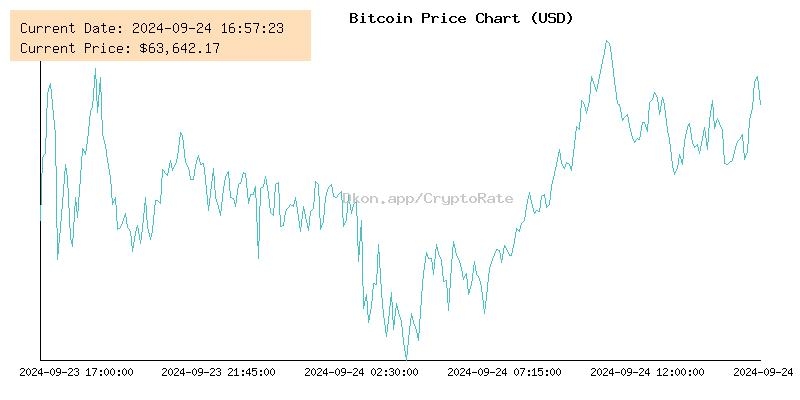 Bitcoin Price Chart (USD)
Current Date: 2024-09-24 16:57:23
Current Price: $63,642.17
Dkon.app/CryptoRate
2024-09-23 17:00:00 2024-09-23 21:45:00 2024-09-24 02:30:00 2024-09-24 07:15:00 2024-09-24 12:00:00 2024-09-24